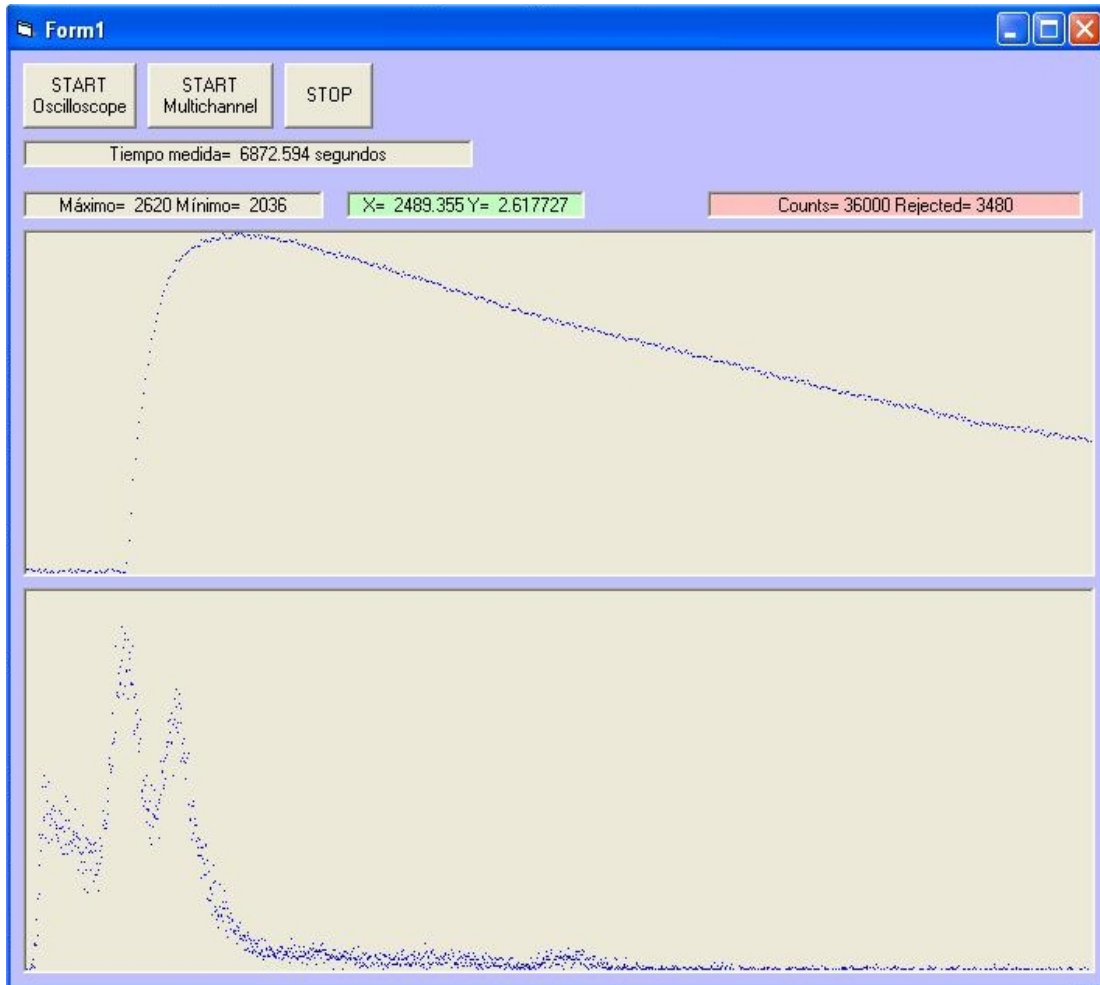 Form1
START
Oscilloscope
START
Multichannel
STOP
Tiempo medida= 6872.594 segundos
Máximo= 2620 Mínimo= 2036
X= 2489.355 Y= 2.617727
Counts= 36000 Rejected= 3480